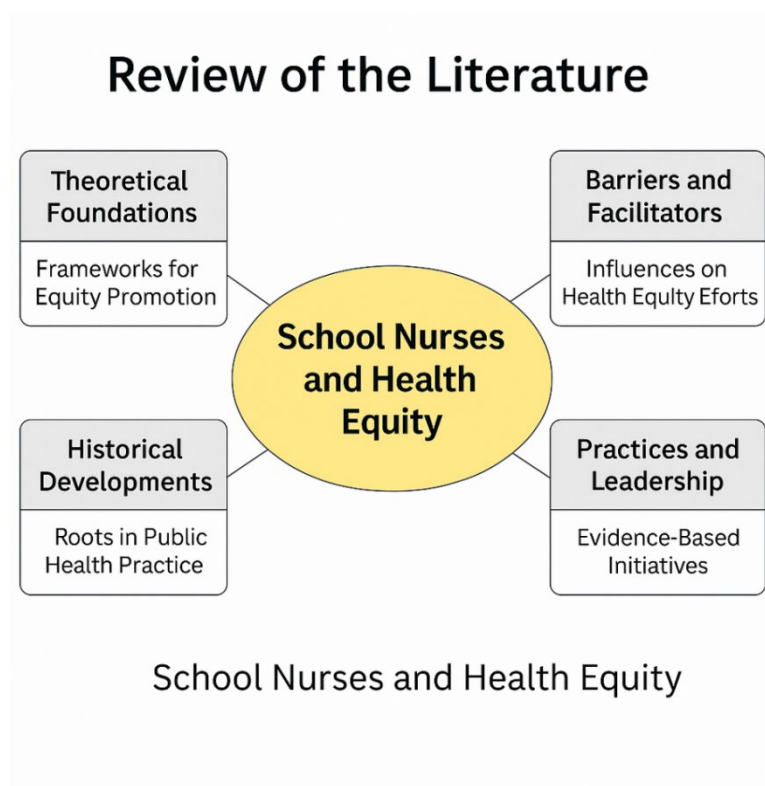 Review of the Literature
Theoretical
Foundations
Frameworks for
Equity Promotion
Barriers and
Facilitators
Influences on
Health Equity Eforts
School Nurses
and Health
Equity
Historical
Developments
Roots in Public
Health Practice
Practices and
Leadership
Evidence-Based
Initiatives
School Nurses and Health Equity